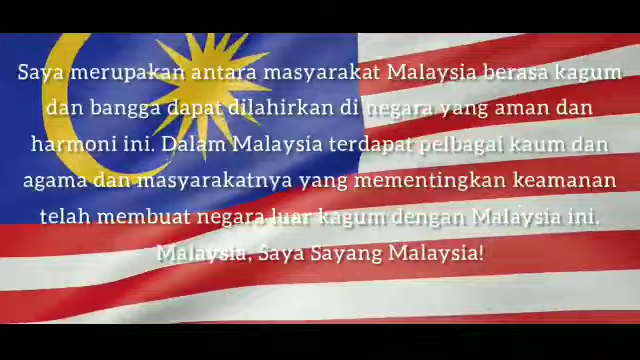 Saya merupakan antara masyarakat Malaysia berasa kagum
dan bangga dapat dilahirkan di negara yang aman dan
harmoni ini. Dalam Malaysia terdapat pelbagai kaum dan
agama dan masyarakatnya yang mementingkan keamanan
telah membuat negara luar kagum dengan Malaysia ini.
Malaysia, Saya Sayang Malaysia!